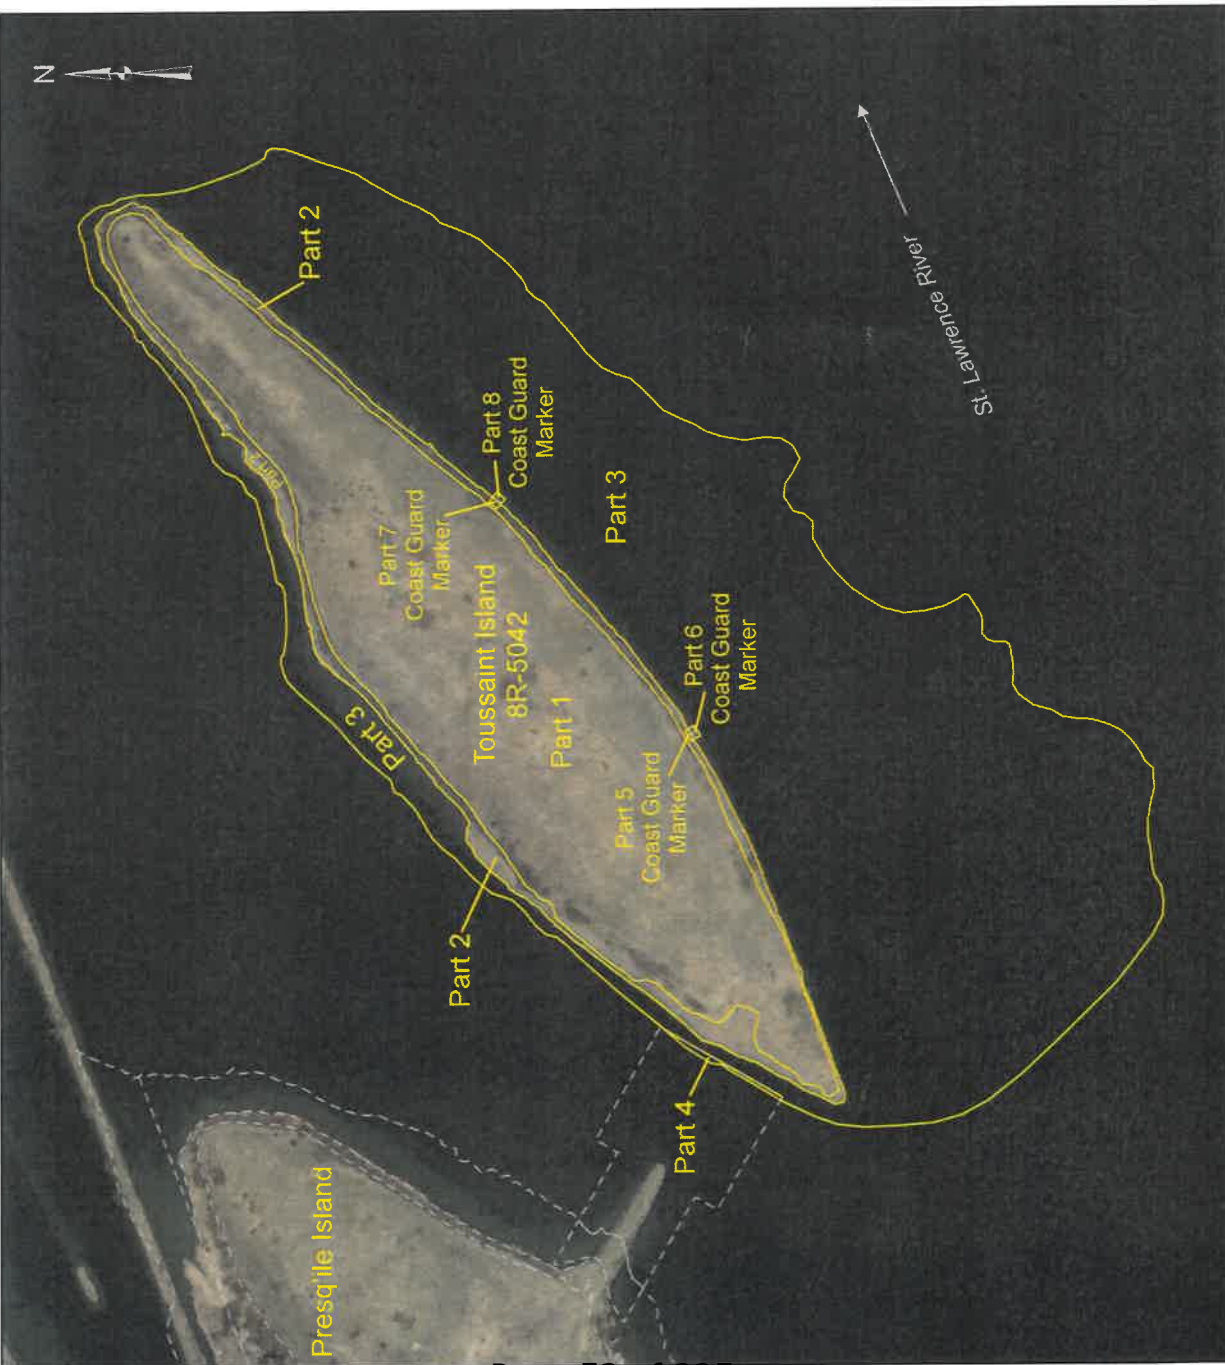 N
St. Lawrence River
Part 2
Part 2
Part 8
Coast Guard
Marker
Part 7
Coast Guard
Marker
Part 3
Toussaint Island
8R-5042
Part 1
Part 6
Coast Guard
Marker
Part 5
Coast Guard
Marker
Part 3
Part 2
Part 4
Presq'ile Island